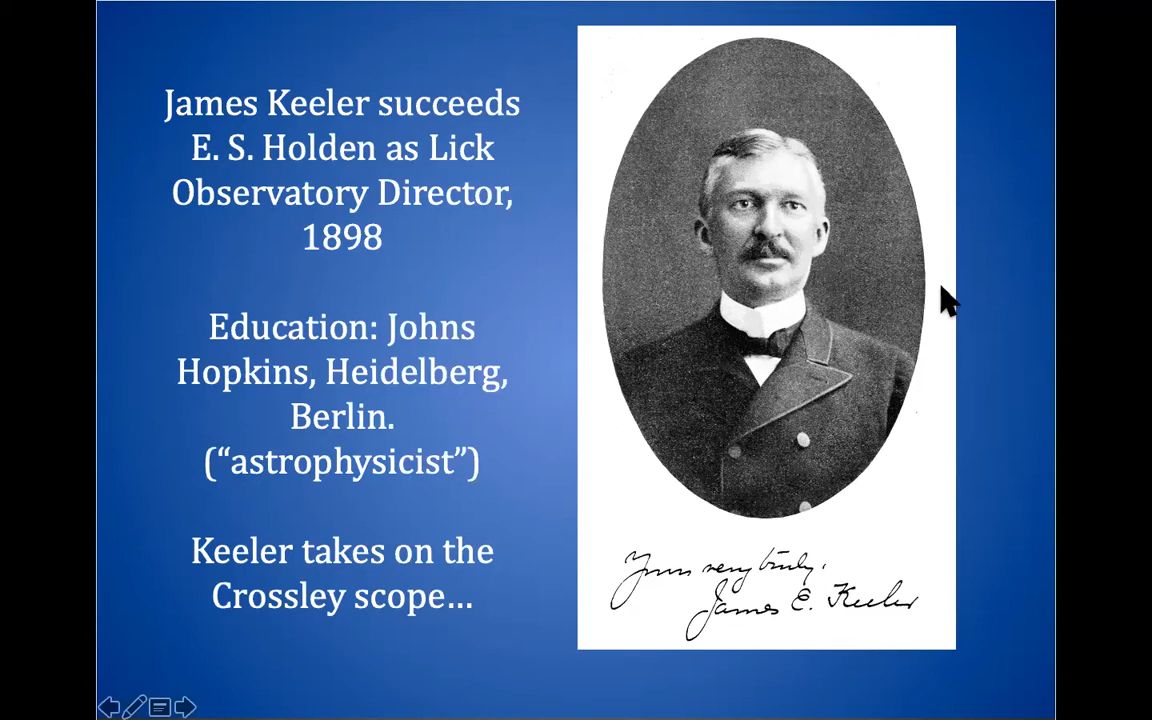 James Keeler succeeds
E. S. Holden as Lick
Observatory Director,
1898
Education: Johns
Hopkins, Heidelberg,
Berlin.
(“astrophysicist”)
Keeler takes on the
Crossley scope…
Yours very truly,
James E. Keeler